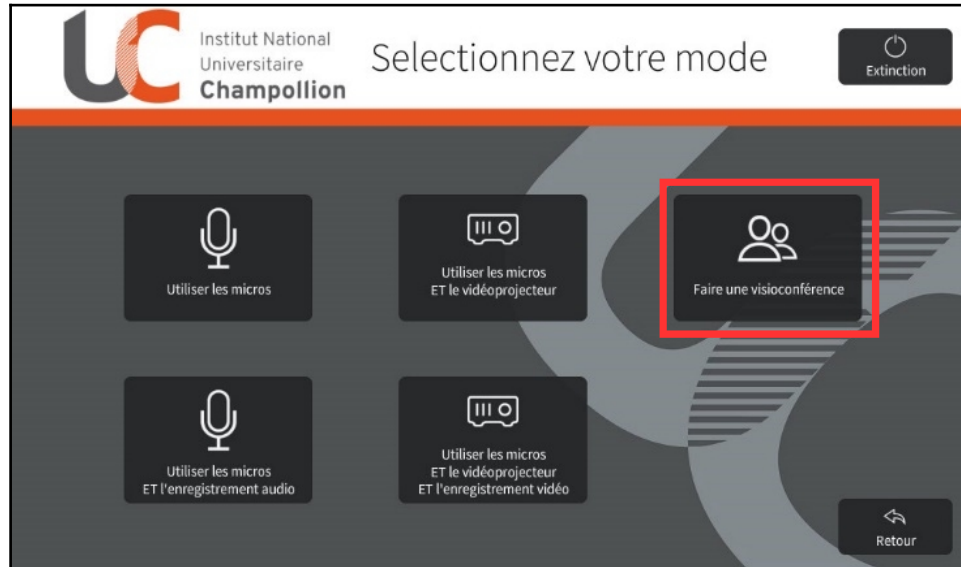 UC
Institut National
Universitaire
Champollion
Selectionnez votre mode
Extinction
Utiliser les micros
Utiliser les micros
ET le vidéoprojecteur
Faire une visioconférence
Utiliser les micros
ET l'enregistrement audio
Utiliser les micros
ET le vidéoprojecteur
ET l'enregistrement vidéo
Retour